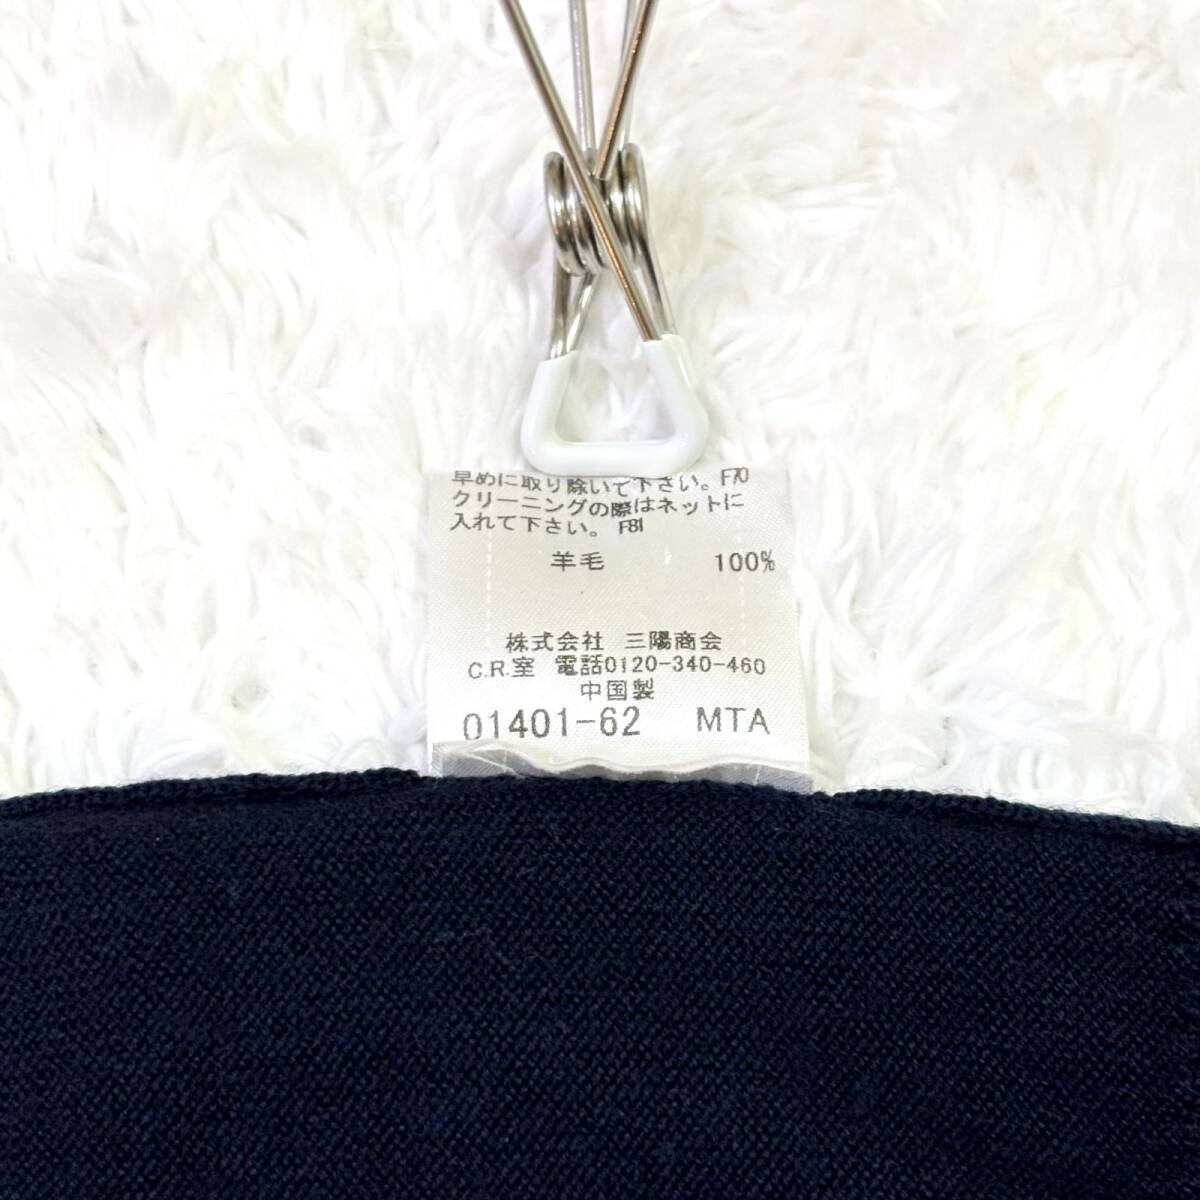 早めに取り除いて下さい。F70
クリーニングの際はネットに
入れて下さい。 F81
羊毛 100%
株式会社 三陽商会
C.R.室 電話0120-340-460
中国製
01401-62 MTA